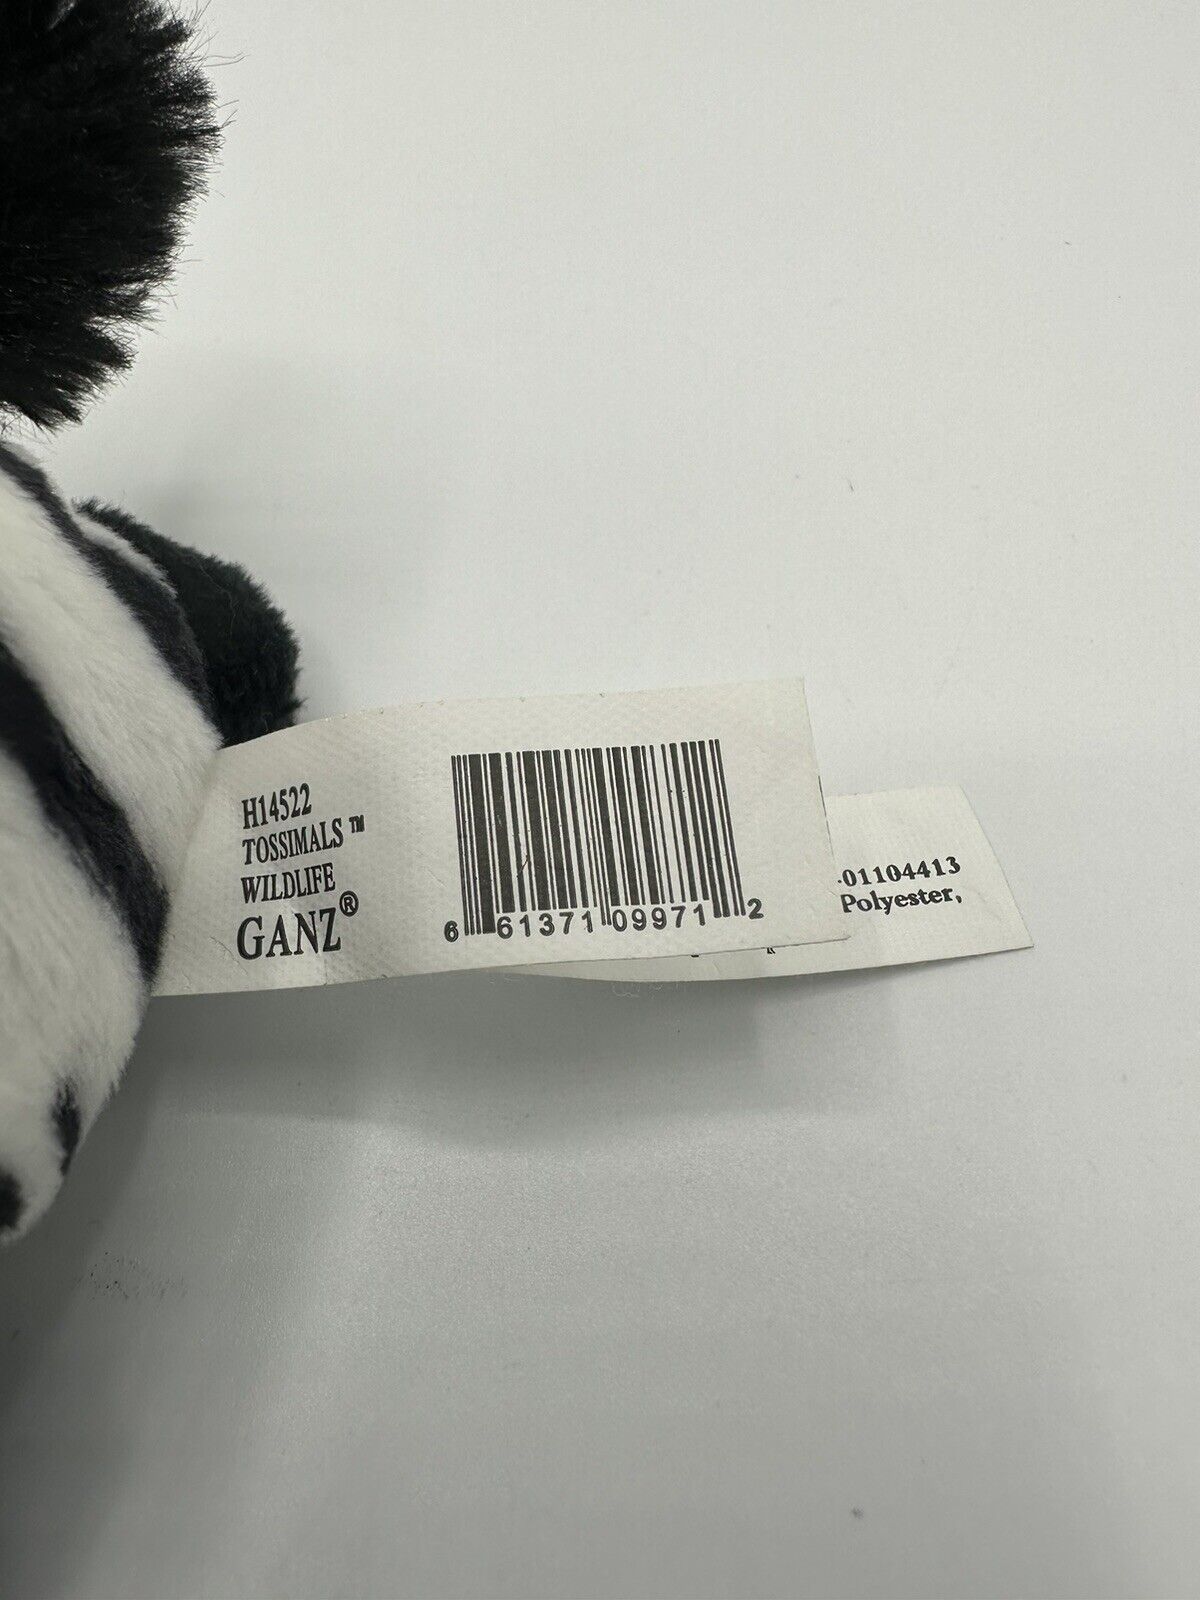 H14522
TOSSIMALS™
WILDLIFE
GANZ®
6 61371 09971 2
-01104413
Polyester,